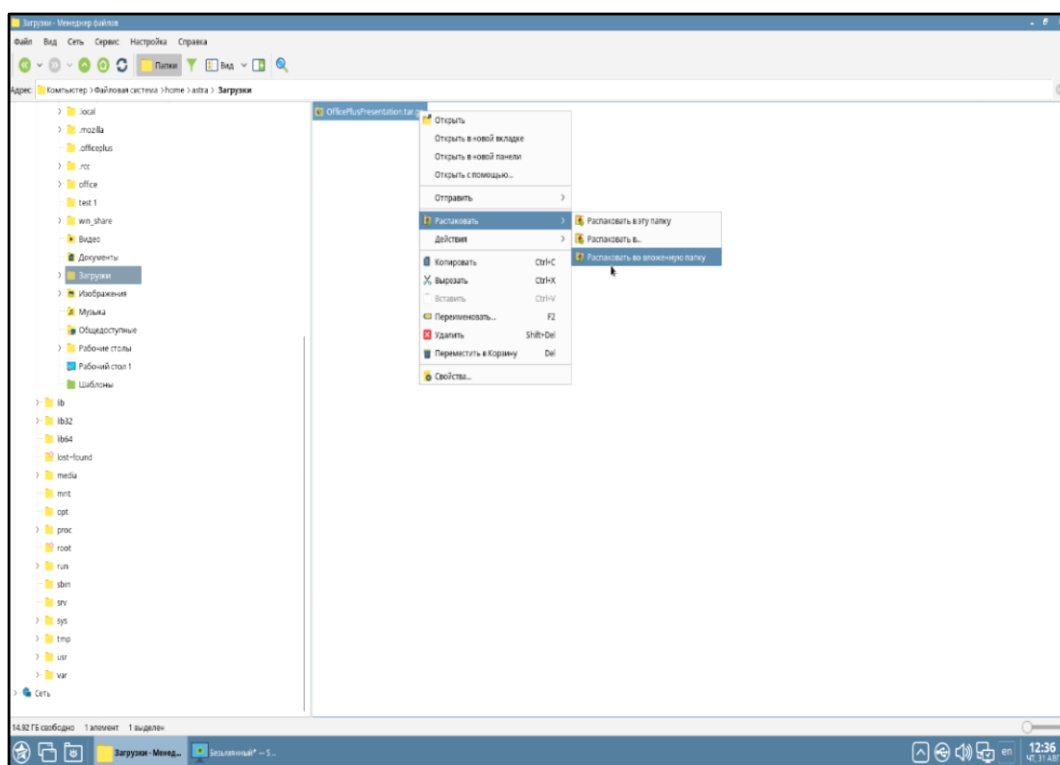 Загрузки - Менеджер файлов
Файл Вид Сеть Сервис Настройка Справка
Папки Вид
Адрес: Компьютер >Файловая система >home >astra > Загрузки
.local
.mozilla
.officeplus
.rcc
office
test 1
win_share
Видео
Документы
Загрузки
Изображения
Музыка
Общедоступные
Рабочие столы
Рабочий стол 1
Шаблоны
lib
lib32
lib64
lost+found
media
mnt
opt
proc
root
run
sbin
srv
sys
tmp
usr
var
Сеть
OfficePlusPresentation.tar.gz
Открыть
Открыть в новой вкладке
Открыть в новой панели
Открыть с помощью...
Отправить
Распаковать
Действия
Копировать Ctrl+C
Вырезать Ctrl+X
Вставить Ctrl+V
Переименовать... F2
Удалить Shift+Del
Переместить в Корзину Del
Свойства...
Распаковать в эту папку
Распаковать в...
Распаковать во вложенную папку
14.92 ГБ свободно 1 элемент 1 выделен
Загрузки - Менед...
Безымянный* — S...
en
12:36
ЧТ, 31 АВГ